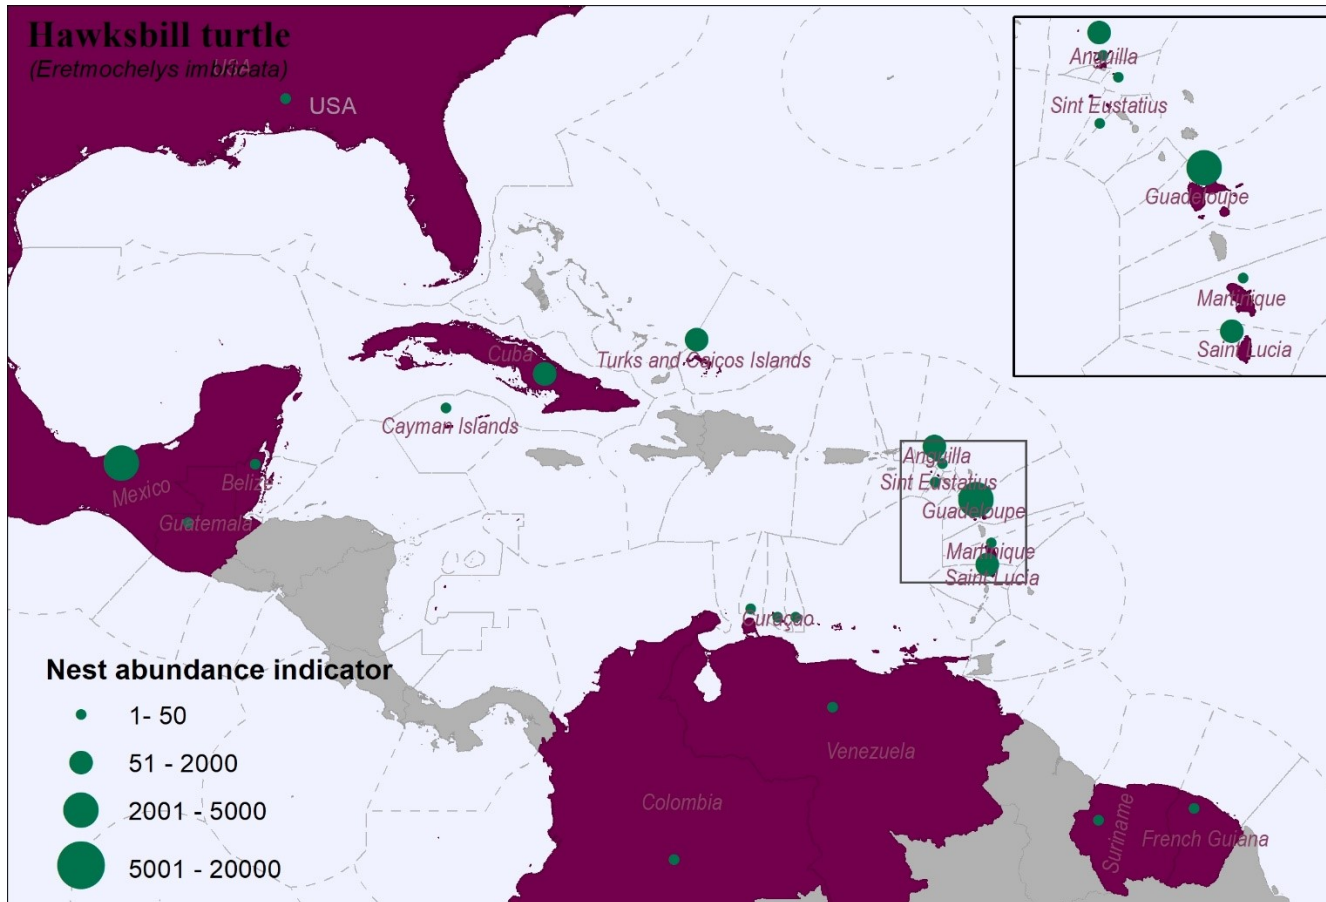 Hawksbill turtle
(Eretmochelys imbricata)
USA
USA
Anguilla
Sint Eustatius
Guadeloupe
Martinique
Saint Lucia
Cuba
Turks and Caicos Islands
Cayman Islands
Mexico
Belize
Guatemala
Anguilla
Sint Eustatius
Guadeloupe
Martinique
Saint Lucia
Curaçao
Nest abundance indicator
1- 50
51 - 2000
2001 - 5000
5001 - 20000
Venezuela
Colombia
Suriname
French Guiana